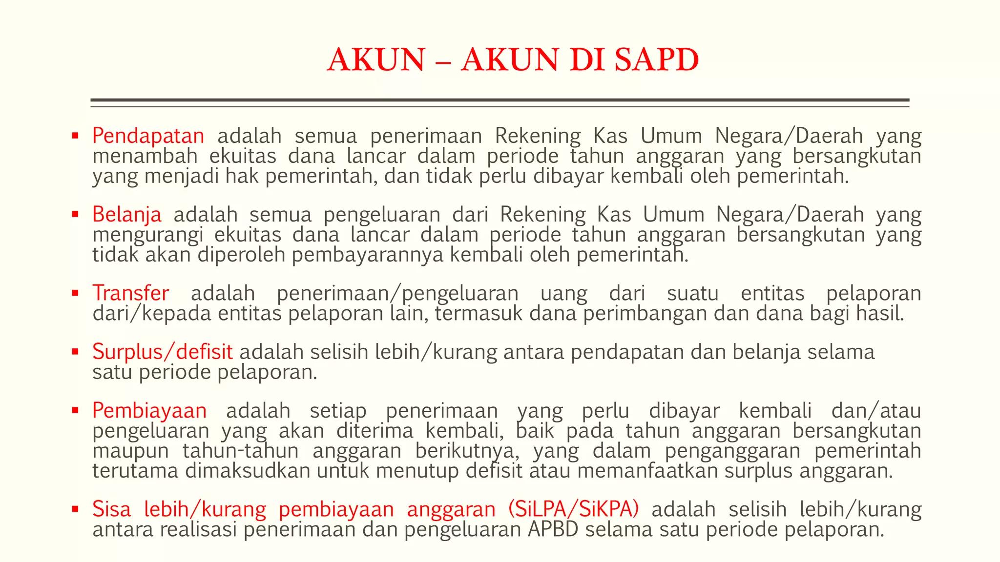 AKUN – AKUN DI SAPD
▪ Pendapatan adalah semua penerimaan Rekening Kas Umum Negara/Daerah yang
menambah ekuitas dana lancar dalam periode tahun anggaran yang bersangkutan
yang menjadi hak pemerintah, dan tidak perlu dibayar kembali oleh pemerintah.
▪ Belanja adalah semua pengeluaran dari Rekening Kas Umum Negara/Daerah yang
mengurangi ekuitas dana lancar dalam periode tahun anggaran bersangkutan yang
tidak akan diperoleh pembayarannya kembali oleh pemerintah.
▪ Transfer adalah penerimaan/pengeluaran uang dari suatu entitas pelaporan
dari/kepada entitas pelaporan lain, termasuk dana perimbangan dan dana bagi hasil.
▪ Surplus/defisit adalah selisih lebih/kurang antara pendapatan dan belanja selama
satu periode pelaporan.
▪ Pembiayaan adalah setiap penerimaan yang perlu dibayar kembali dan/atau
pengeluaran yang akan diterima kembali, baik pada tahun anggaran bersangkutan
maupun tahun-tahun anggaran berikutnya, yang dalam penganggaran pemerintah
terutama dimaksudkan untuk menutup defisit atau memanfaatkan surplus anggaran.
▪ Sisa lebih/kurang pembiayaan anggaran (SiLPA/SiKPA) adalah selisih lebih/kurang
antara realisasi penerimaan dan pengeluaran APBD selama satu periode pelaporan.